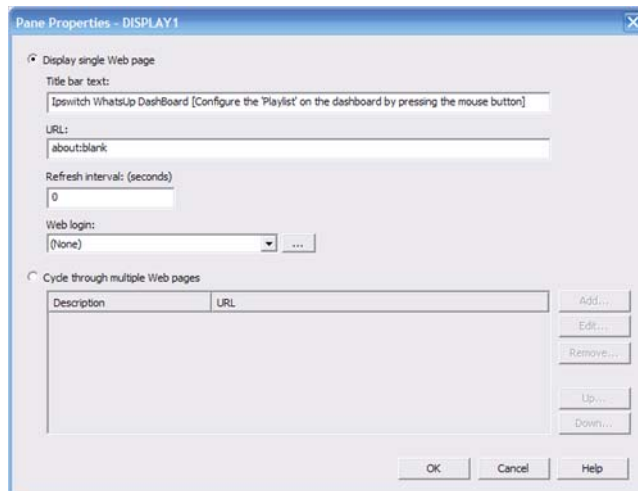 Pane Properties - DISPLAY1
Display single Web page
Title bar text:
Ipswitch WhatsUp DashBoard [Configure the 'Playlist' on the dashboard by pressing the mouse button]
URL:
about:blank
Refresh interval: (seconds)
0
Web login:
(None)
...
Cycle through multiple Web pages
Description URL
Add...
Edit...
Remove...
Up...
Down...
OK Cancel Help